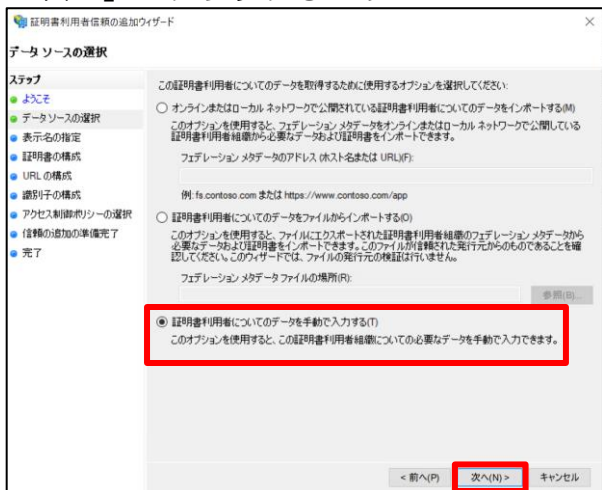 証明書利用者信頼の追加ウィザード
データ ソースの選択
ステップ
ようこそ
データ ソースの選択
表示名の指定
証明書の構成
URL の構成
識別子の構成
アクセス制御ポリシーの選択
信頼の追加の準備完了
完了
この証明書利用者についてのデータを取得するために使用するオプションを選択してください:
オンラインまたはローカル ネットワークで公開されている証明書利用者についてのデータをインポートする(M)
このオプションを使用すると、フェデレーション メタデータをオンラインまたはローカル ネットワークで公開している
証明書利用者組織から必要なデータおよび証明書をインポートできます。
フェデレーション メタデータのアドレス (ホスト名または URL)(F):
例: fs.contoso.com または https://www.contoso.com/app
証明書利用者についてのデータをファイルからインポートする(O)
このオプションを使用すると、ファイルにエクスポートされた証明書利用者組織のフェデレーション メタデータから
必要なデータおよび証明書をインポートできます。このファイルが信頼された発行元からのものであることを確
認してください。このウィザードでは、ファイルの発行元の検証は行いません。
フェデレーション メタデータ ファイルの場所(R):
参照(B)...
証明書利用者についてのデータを手動で入力する(T)
このオプションを使用すると、この証明書利用者組織についての必要なデータを手動で入力できます。
< 前へ(P)
次へ(N) >
キャンセル